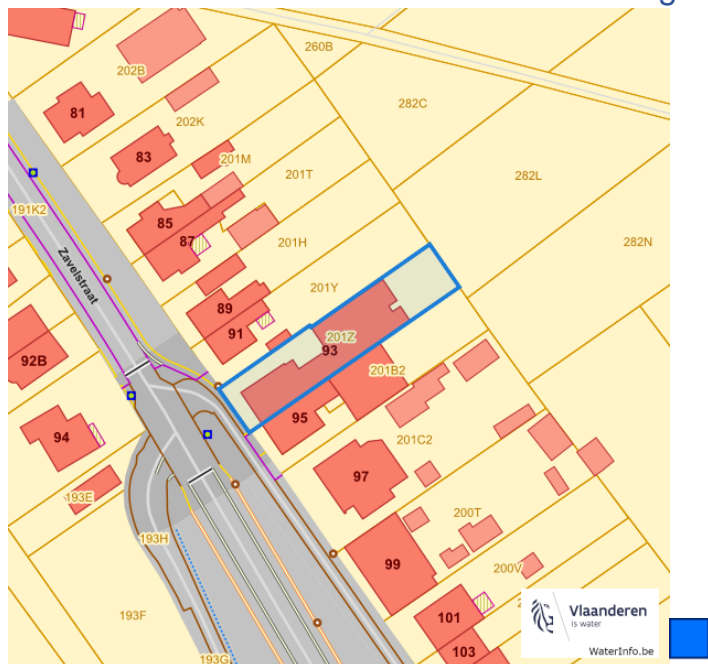 g
260B
202B
282C
81
202K
83
201M
201T
282L
191K2
85
87
201H
282N
Zavelstraat
201Y
89
91
201Z
93
92B
201B2
95
94
201C2
97
193E
200T
193H
99
200V
193F
101
103
193G
Vlaanderen
is water
WaterInfo.be